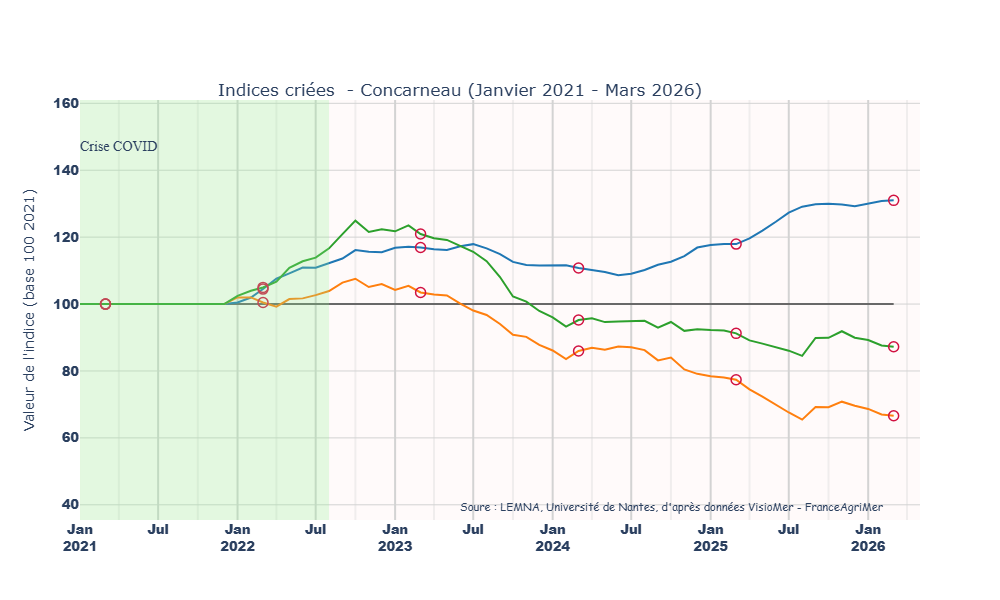 Indices criées  - Concarneau (Janvier 2021 - Mars 2026)
160
Crise COVID
140
120
100
80
60
40
Valeur de l'indice (base 100 2021)
Soure : LEMNA, Université de Nantes, d'après données VisioMer - FranceAgriMer
Jan Jul Jan Jul Jan Jul Jan Jul Jan Jul Jan
2021 2022 2023 2024 2025 2026